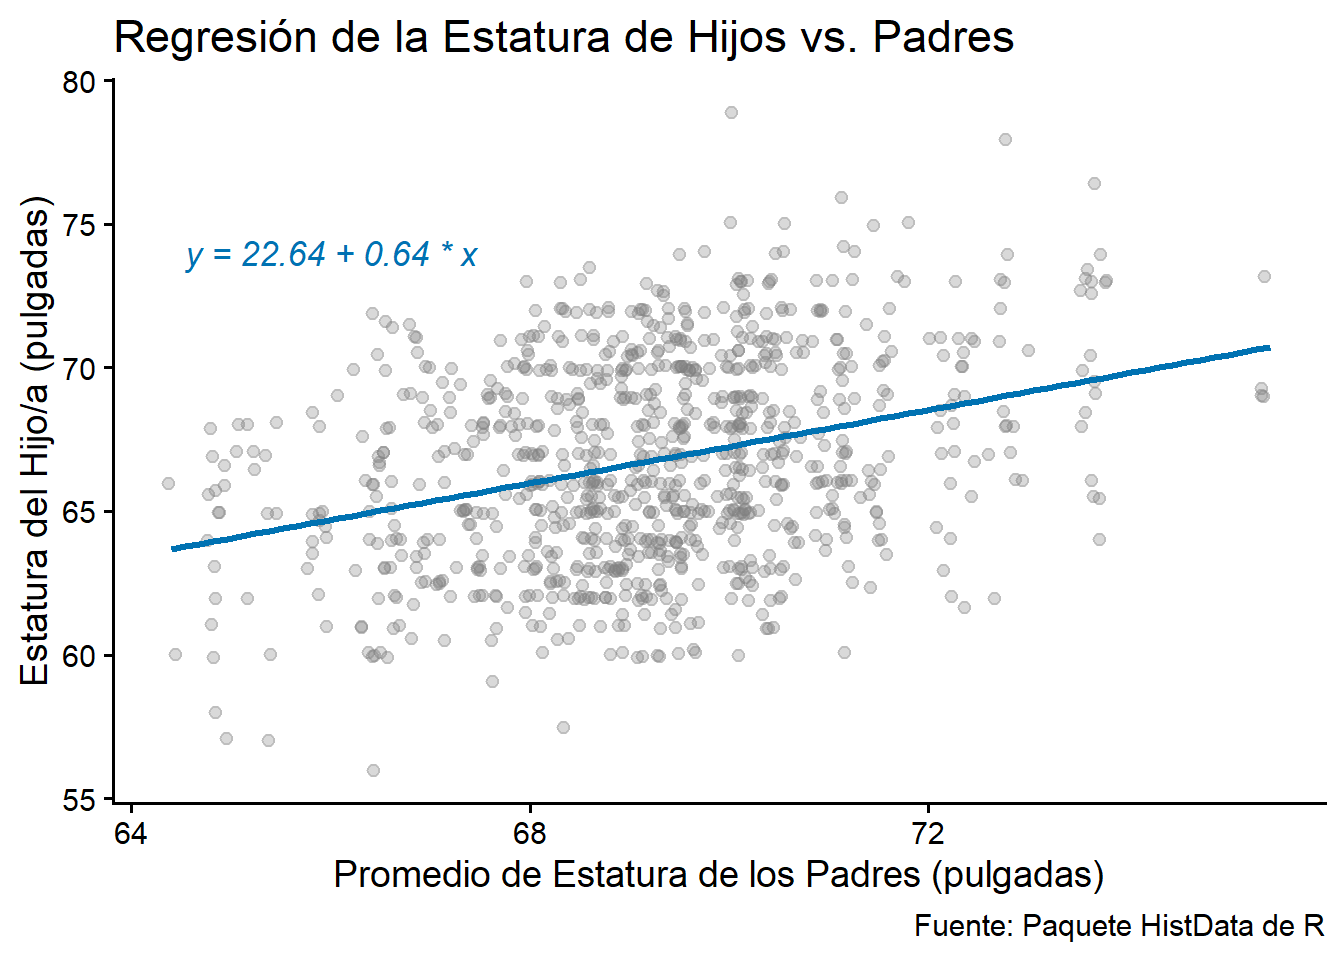 Regresión de la Estatura de Hijos vs. Padres
80
75
70
65
60
55
Estatura del Hijo/a (pulgadas)
y = 22.64 + 0.64 * x
64
68
72
Promedio de Estatura de los Padres (pulgadas)
Fuente: Paquete HistData de R